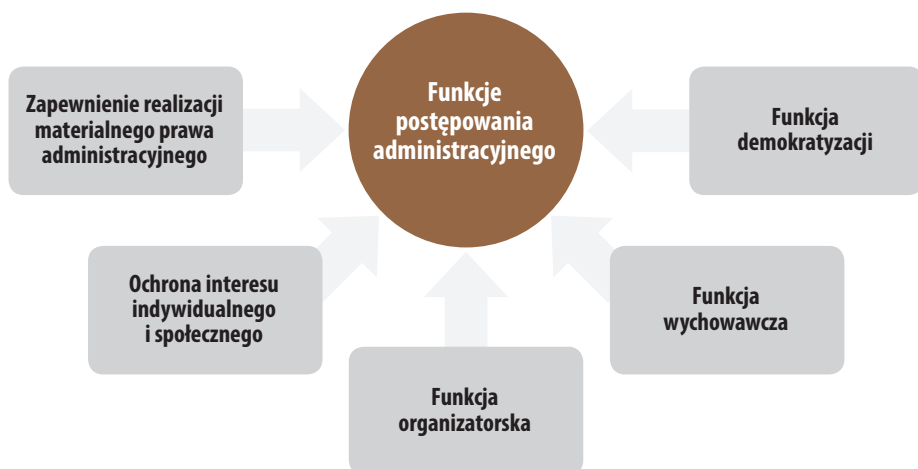 Funkcje
postępowania
administracyjnego
Zapewnienie realizacji
materialnego prawa
administracyjnego
Funkcja
demokratyzacji
Ochrona interesu
indywidualnego
i społecznego
Funkcja
wychowawcza
Funkcja
organizatorska